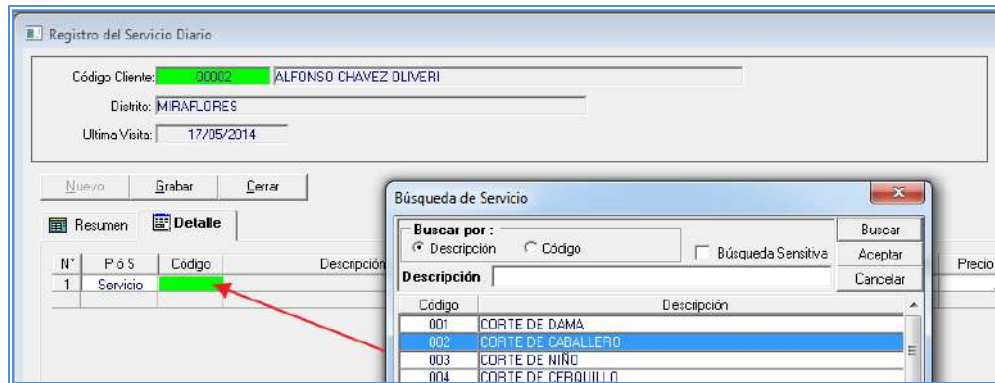 Registro del Servicio Diario
Código Cliente: 00002 ALFONSO CHAVEZ OLIVERI
Distrito: MIRAFLORES
Ultima Visita: 17/05/2014
Nuevo Grabar Cerrar
Resumen Detalle
N° P ó S Código Descripción Precio
1 Servicio
Búsqueda de Servicio
Buscar por :
Descripción Código Búsqueda Sensitiva
Descripción
Buscar
Aceptar
Cancelar
Código Descripción
001 CORTE DE DAMA
002 CORTE DE CABALLERO
003 CORTE DE NIÑO
004 CORTE DE CERQUILLO